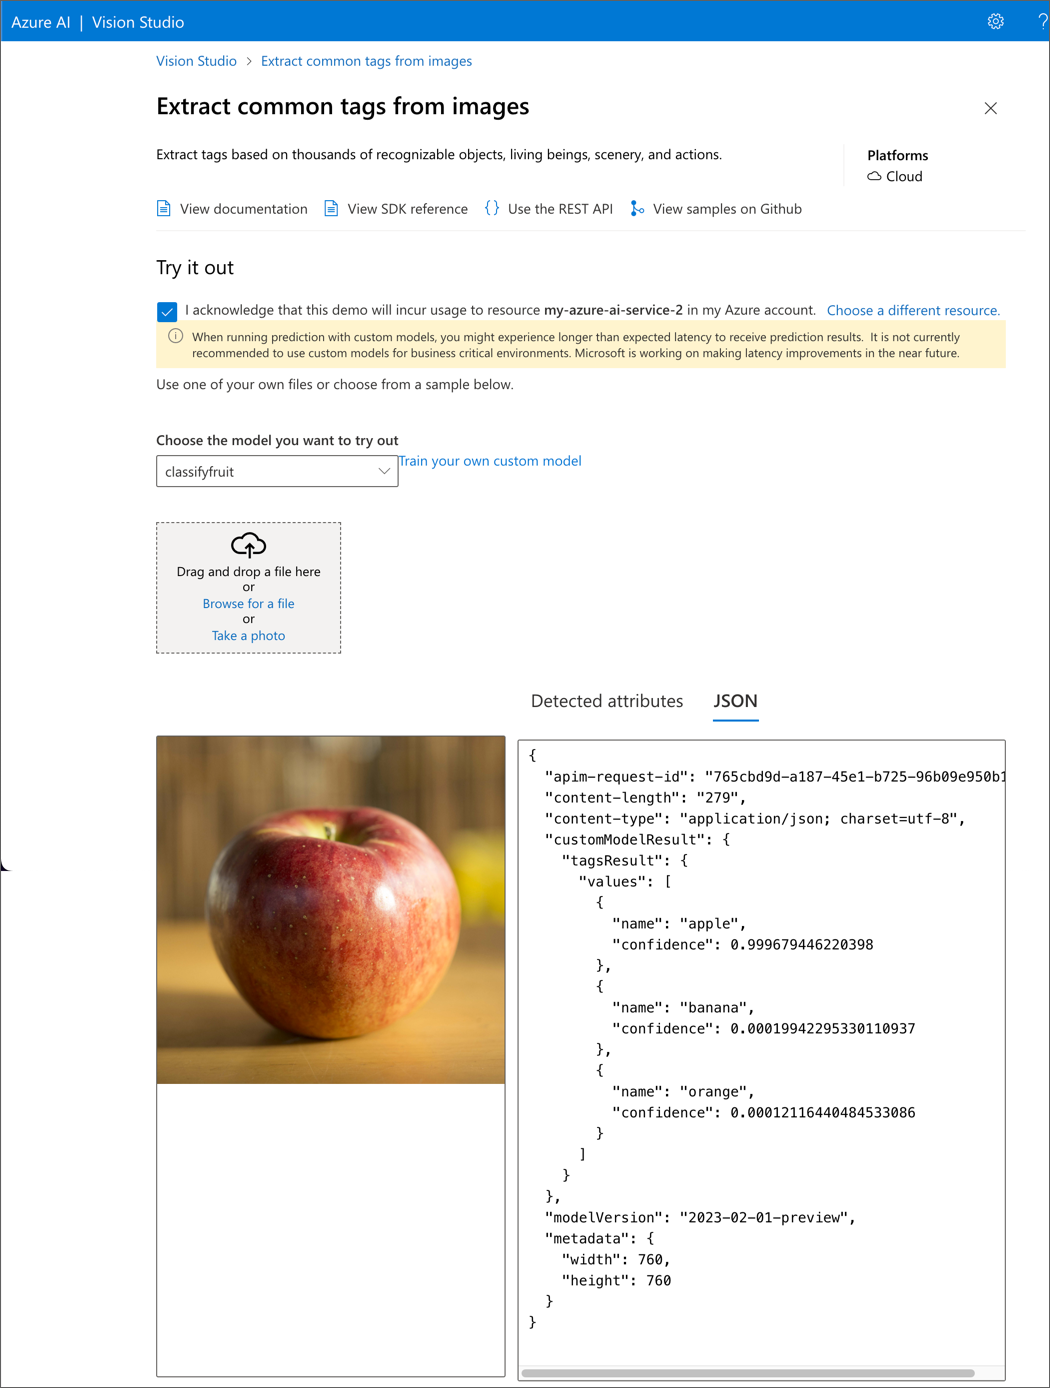 Azure AI | Vision Studio
?
Vision Studio > Extract common tags from images
Extract common tags from images
Extract tags based on thousands of recognizable objects, living beings, scenery, and actions.
Platforms
Cloud
View documentation View SDK reference {} Use the REST API View samples on Github
Try it out
I acknowledge that this demo will incur usage to resource my-azure-ai-service-2 in my Azure account. Choose a different resource.
When running prediction with custom models, you might experience longer than expected latency to receive prediction results. It is not currently
recommended to use custom models for business critical environments. Microsoft is working on making latency improvements in the near future.
Use one of your own files or choose from a sample below.
Choose the model you want to try out
classifyfruit
Train your own custom model
Drag and drop a file here
or
Browse for a file
or
Take a photo
Detected attributes JSON
{
"apim-request-id": "765cbd9d-a187-45e1-b725-96b09e950b1
"content-length": "279",
"content-type": "application/json; charset=utf-8",
"customModelResult": {
"tagsResult": {
"values": [
{
"name": "apple",
"confidence": 0.999679446220398
},
{
"name": "banana",
"confidence": 0.00019942295330110937
},
{
"name": "orange",
"confidence": 0.00012116440484533086
}
]
}
},
"modelVersion": "2023-02-01-preview",
"metadata": {
"width": 760,
"height": 760
}
}